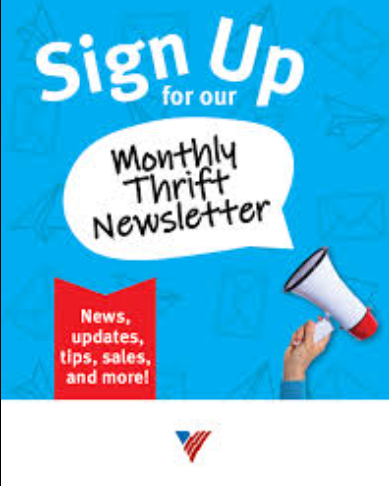 Sign Up
for our
Monthly
Thrift
Newsletter
News,
updates,
tips, sales,
and more!